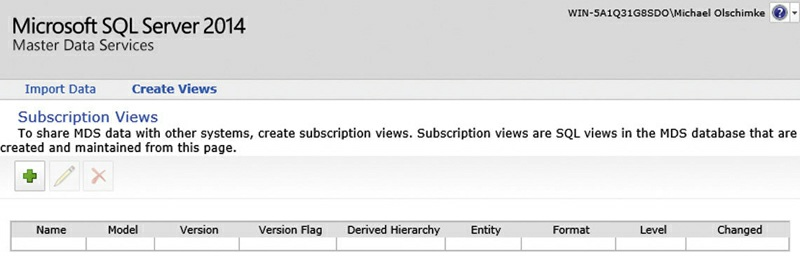 WIN-5A1Q31G8SDO\Michael Olschimke ?
Microsoft SQL Server 2014
Master Data Services
Import Data Create Views
Subscription Views
To share MDS data with other systems, create subscription views. Subscription views are SQL views in the MDS database that are
created and maintained from this page.
Name Model Version Version Flag Derived Hierarchy Entity Format Level Changed